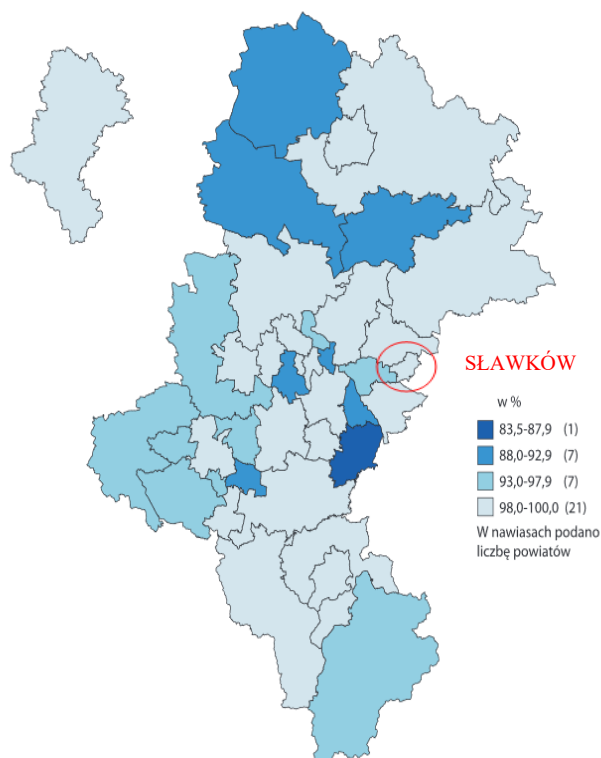 SŁAWKÓW
w %
83,5-87,9 (1)
88,0-92,9 (7)
93,0-97,9 (7)
98,0-100,0 (21)
W nawiasach podano
liczbę powiatów